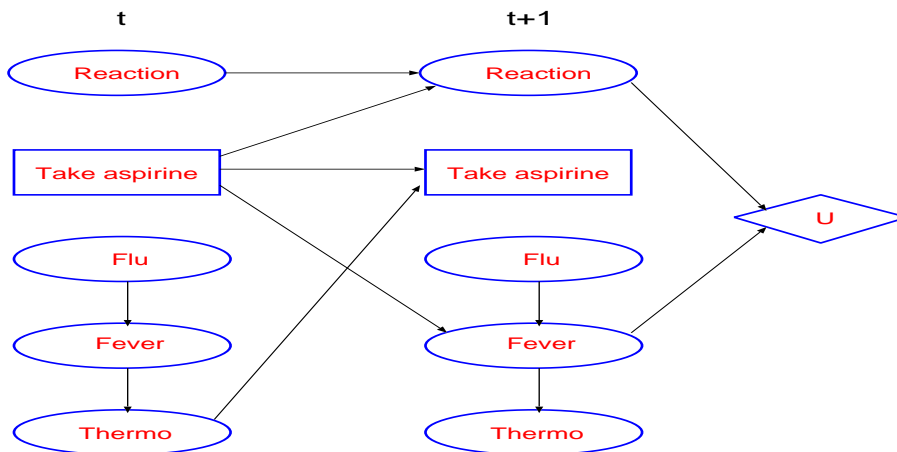 t t+1
Reaction Reaction
Take aspirine Take aspirine
U
Flu Flu
Fever Fever
Thermo Thermo